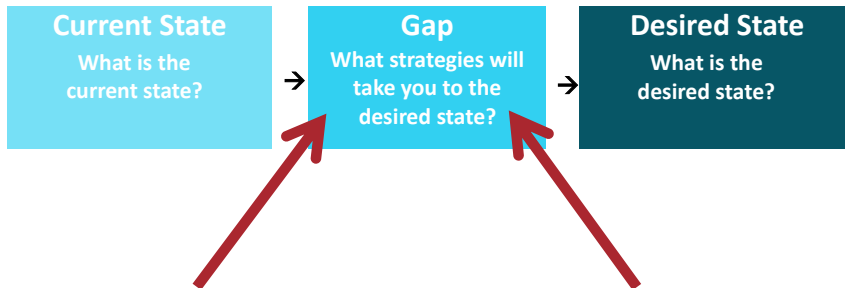 Current State
What is the
current state?
→
Gap
What strategies will
take you to the
desired state?
→
Desired State
What is the
desired state?